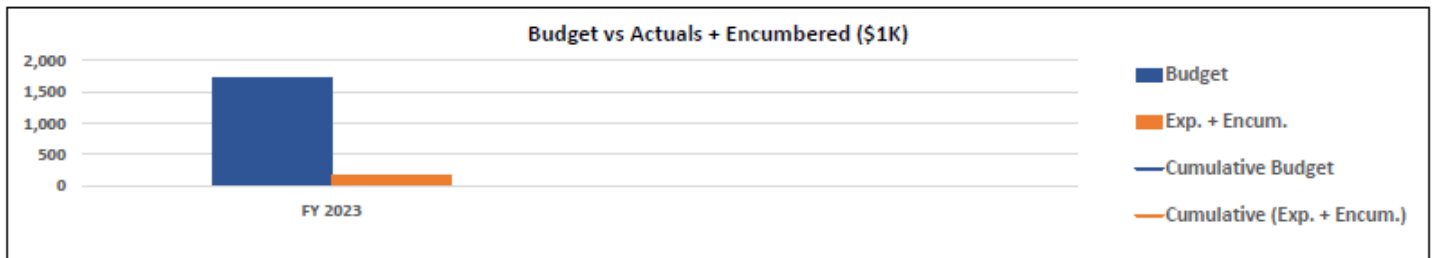 Budget vs Actuals + Encumbered ($1K)
2,000
1,500
1,000
500
0
FY 2023
Budget
Exp. + Encum.
Cumulative Budget
Cumulative (Exp. + Encum.)